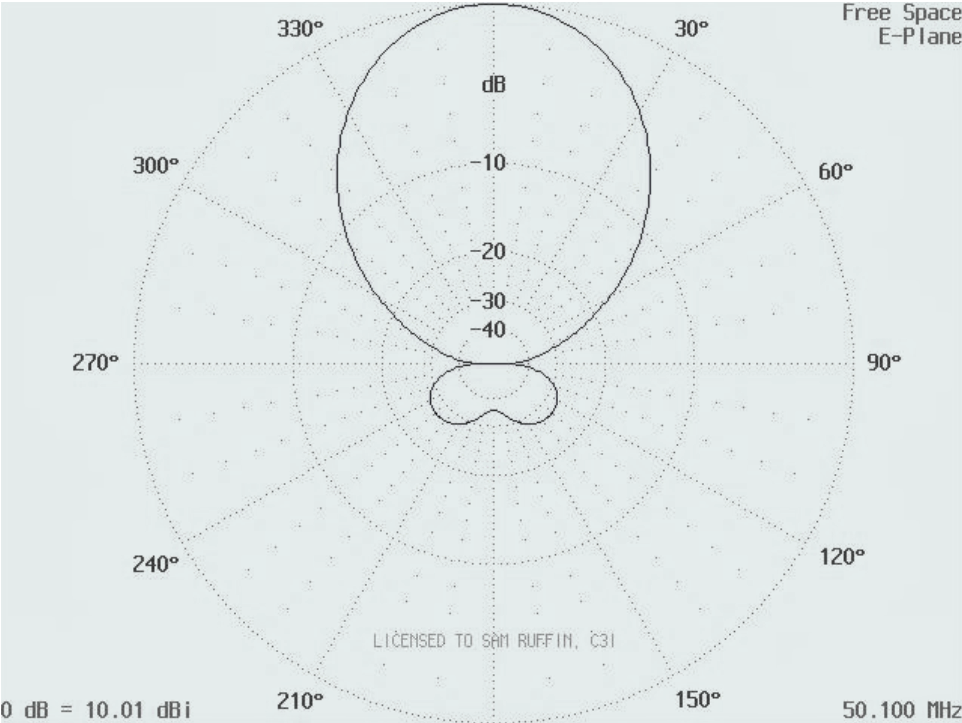 330°
30°
Free Space
E-Plane
dB
300°
-10
60°
-20
-30
-40
270°
90°
240°
120°
LICENSED TO SAM RUFFIN, C3I
0 dB = 10.01 dBi
210°
150°
50.100 MHz